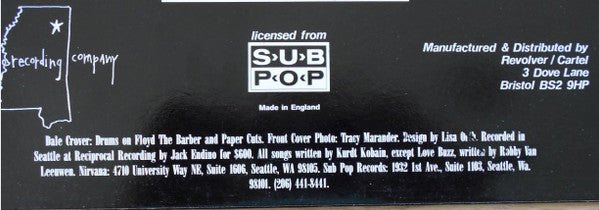 recording company
licensed from
S›U›B
P›O›P
Made in England
Manufactured & Distributed by
Revolver / Cartel
3 Dove Lane
Bristol BS2 9HP
Dale Crover: Drums on Floyd The Barber and Paper Cuts. Front Cover Photo: Tracy Marander. Design by Lisa Orth. Recorded in
Seattle at Reciprocal Recording by Jack Endino for $600. All songs written by Kurdt Kobain, except Love Buzz, written by Robby Van
Leeuwen. Nirvana: 4710 University Way NE, Suite 1606, Seattle, WA 98105. Sub Pop Records: 1932 1st Ave., Suite 1103, Seattle, Wa.
98101. (206) 441-8441.